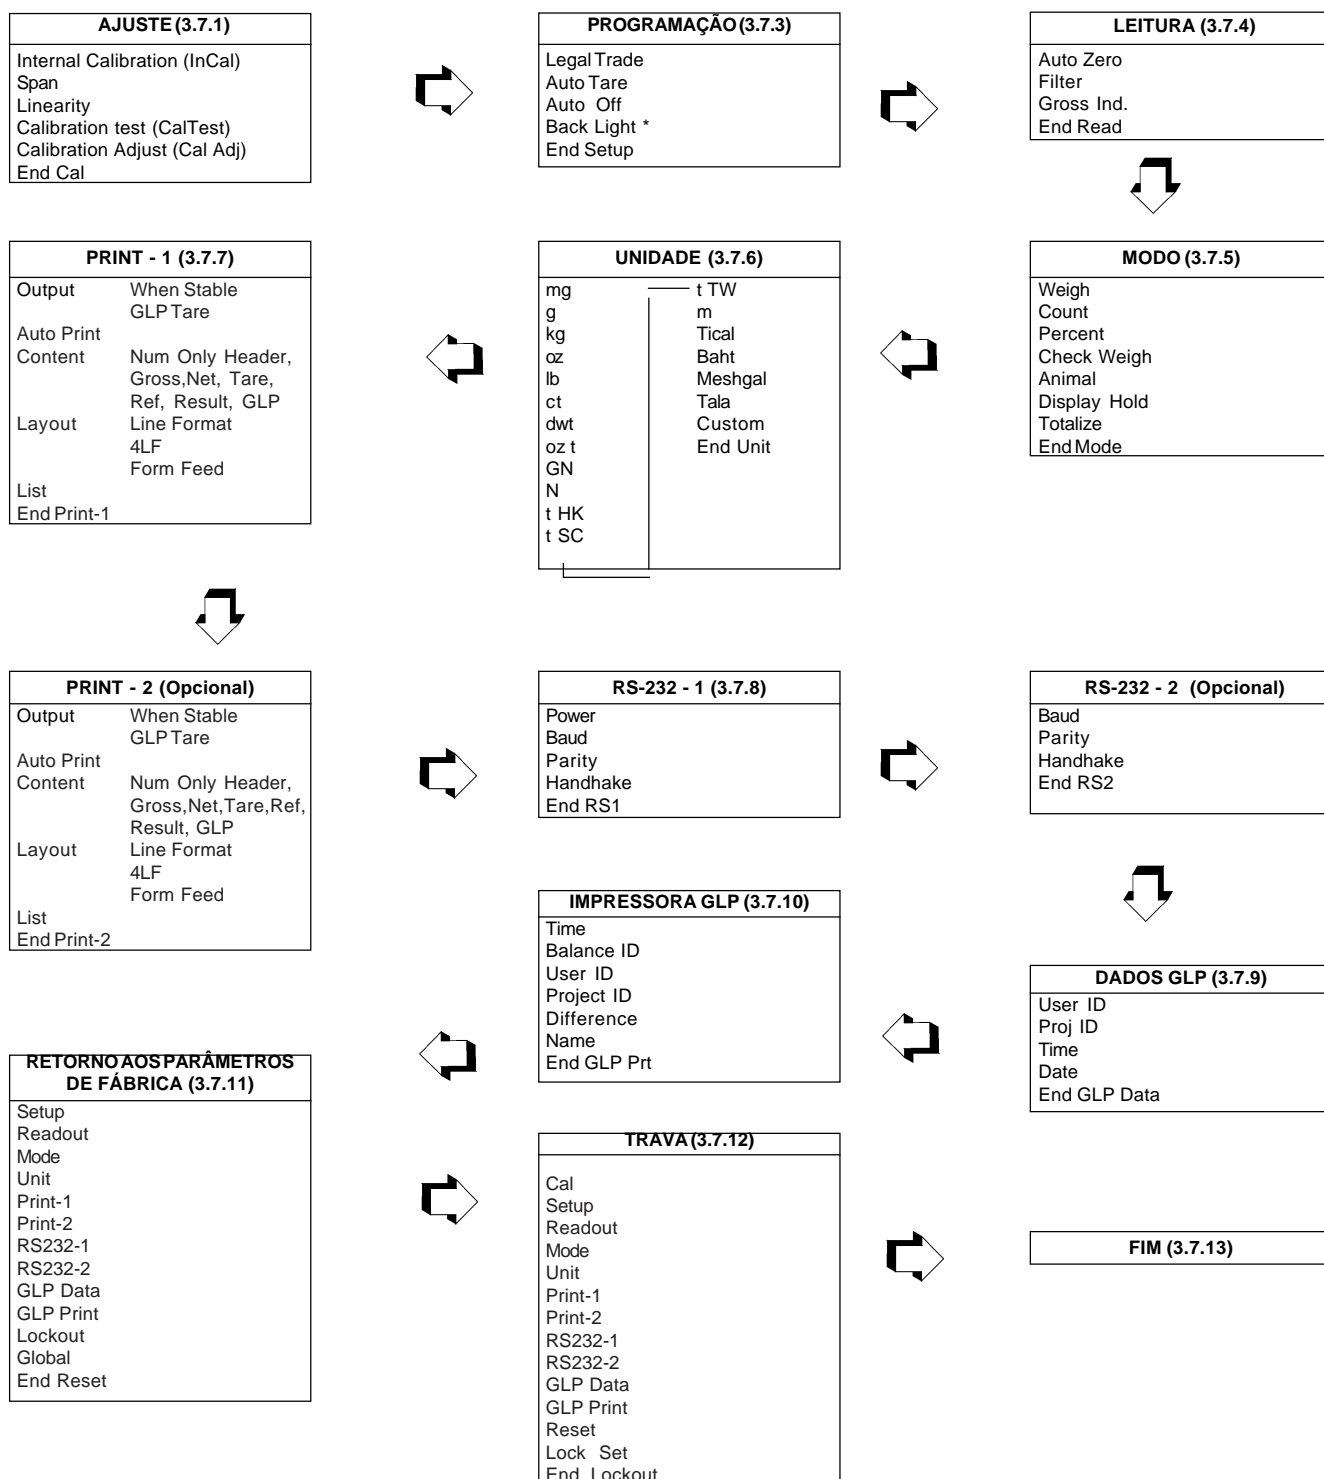 AJUSTE (3.7.1)
Internal Calibration (InCal)
Span
Linearity
Calibration test (CalTest)
Calibration Adjust (Cal Adj)
End Cal
PROGRAMAÇÃO (3.7.3)
Legal Trade
Auto Tare
Auto Off
Back Light *
End Setup
LEITURA (3.7.4)
Auto Zero
Filter
Gross Ind.
End Read
MODO (3.7.5)
Weigh
Count
Percent
Check Weigh
Animal
Display Hold
Totalize
End Mode
UNIDADE (3.7.6)
mg
g
kg
oz
lb
ct
dwt
oz t
GN
N
t HK
t SC
t TW
m
Tical
Baht
Meshgal
Tala
Custom
End Unit
PRINT - 1 (3.7.7)
Output When Stable
GLP Tare
Auto Print
Content Num Only Header,
Gross,Net, Tare,
Ref, Result, GLP
Layout Line Format
4LF
Form Feed
List
End Print-1
PRINT - 2 (Opcional)
Output When Stable
GLP Tare
Auto Print
Content Num Only Header,
Gross,Net,Tare,Ref,
Result, GLP
Layout Line Format
4LF
Form Feed
List
End Print-2
RS-232 - 1 (3.7.8)
Power
Baud
Parity
Handhake
End RS1
RS-232 - 2 (Opcional)
Baud
Parity
Handhake
End RS2
DADOS GLP (3.7.9)
User ID
Proj ID
Time
Date
End GLP Data
IMPRESSORA GLP (3.7.10)
Time
Balance ID
User ID
Project ID
Difference
Name
End GLP Prt
RETORNO AOS PARÂMETROS
DE FÁBRICA (3.7.11)
Setup
Readout
Mode
Unit
Print-1
Print-2
RS232-1
RS232-2
GLP Data
GLP Print
Lockout
Global
End Reset
TRAVA (3.7.12)
Cal
Setup
Readout
Mode
Unit
Print-1
Print-2
RS232-1
RS232-2
GLP Data
GLP Print
Reset
Lock Set
End Lockout
FIM (3.7.13)